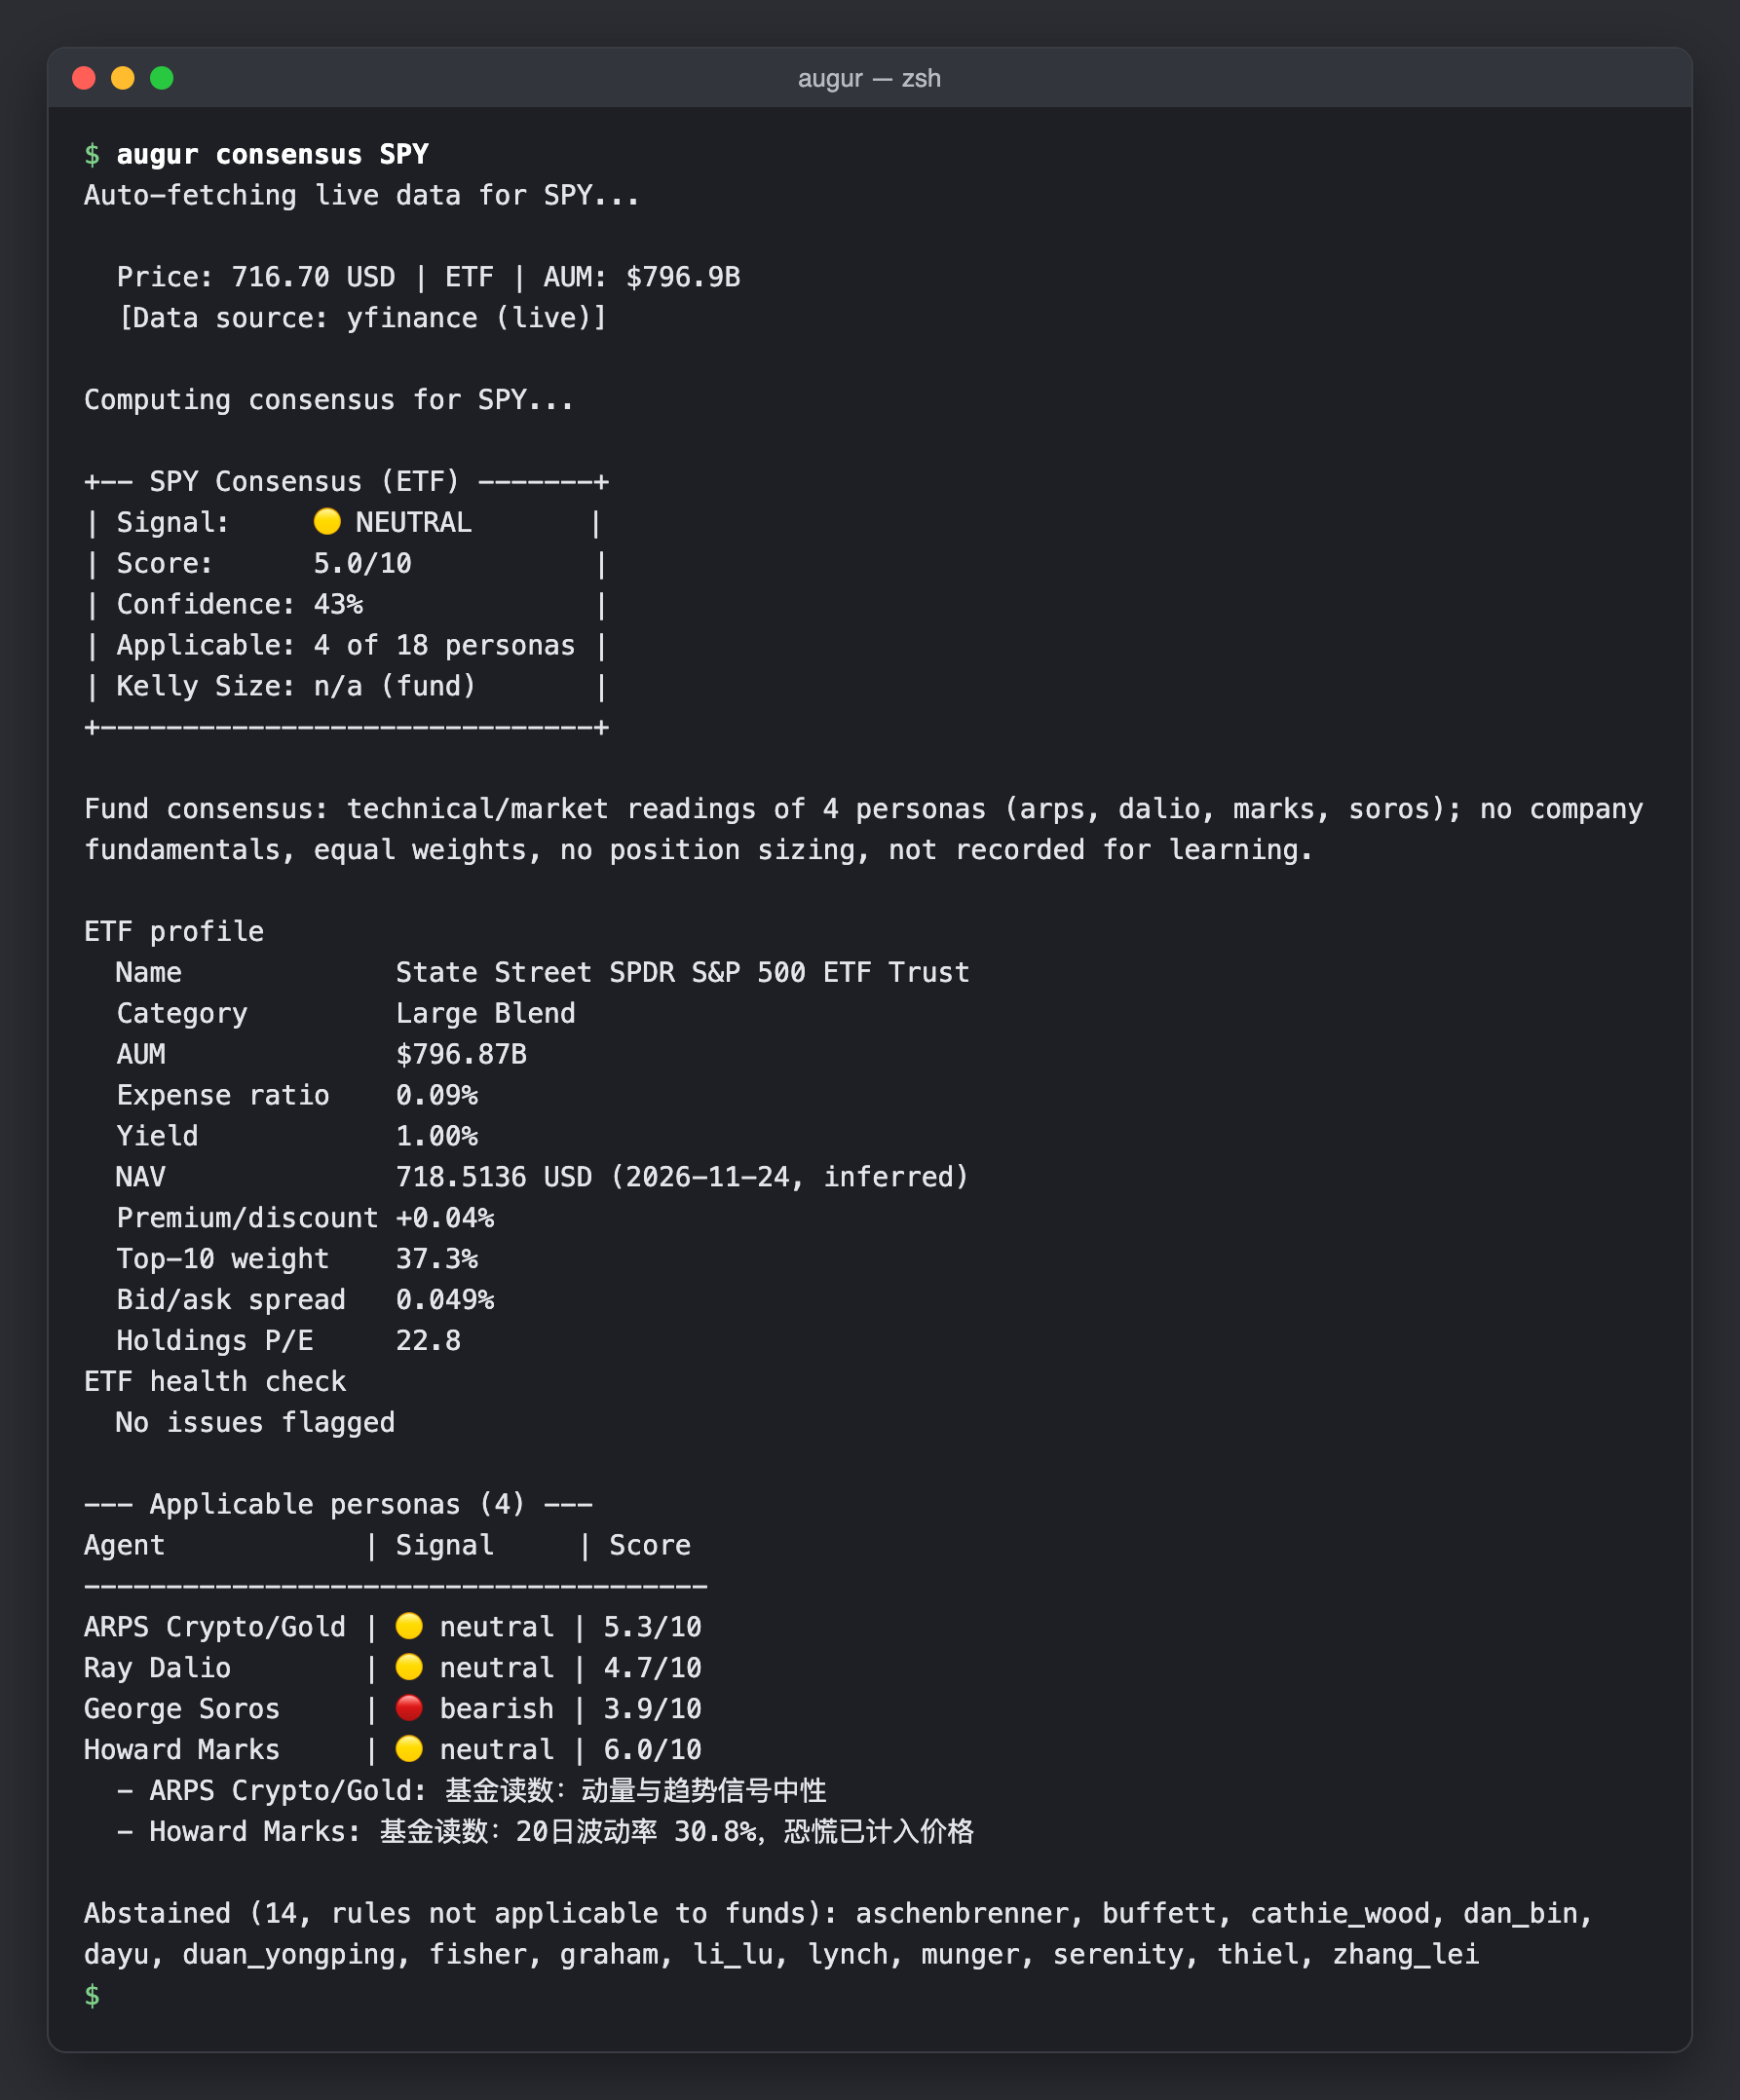 augur — zsh
$ augur consensus SPY
Auto-fetching live data for SPY...
Price: 716.70 USD | ETF | AUM: $796.9B
[Data source: yfinance (live)]
Computing consensus for SPY...
+-- SPY Consensus (ETF) -------+
| Signal:     🟡 NEUTRAL       |
| Score:      5.0/10           |
| Confidence: 43%              |
| Applicable: 4 of 18 personas |
| Kelly Size: n/a (fund)       |
+------------------------------+
Fund consensus: technical/market readings of 4 personas (arps, dalio, marks, soros); no company
fundamentals, equal weights, no position sizing, not recorded for learning.
ETF profile
Name             State Street SPDR S&P 500 ETF Trust
Category         Large Blend
AUM              $796.87B
Expense ratio    0.09%
Yield            1.00%
NAV              718.5136 USD (2026-11-24, inferred)
Premium/discount +0.04%
Top-10 weight    37.3%
Bid/ask spread   0.049%
Holdings P/E     22.8
ETF health check
No issues flagged
--- Applicable personas (4) ---
Agent            | Signal     | Score
--------------------------------------
ARPS Crypto/Gold | 🟡 neutral | 5.3/10
Ray Dalio        | 🟡 neutral | 4.7/10
George Soros     | 🔴 bearish | 3.9/10
Howard Marks     | 🟡 neutral | 6.0/10
- ARPS Crypto/Gold: 基金读数：动量与趋势信号中性
- Howard Marks: 基金读数：20日波动率 30.8%，恐慌已计入价格
Abstained (14, rules not applicable to funds): aschenbrenner, buffett, cathie_wood, dan_bin,
dayu, duan_yongping, fisher, graham, li_lu, lynch, munger, serenity, thiel, zhang_lei
$